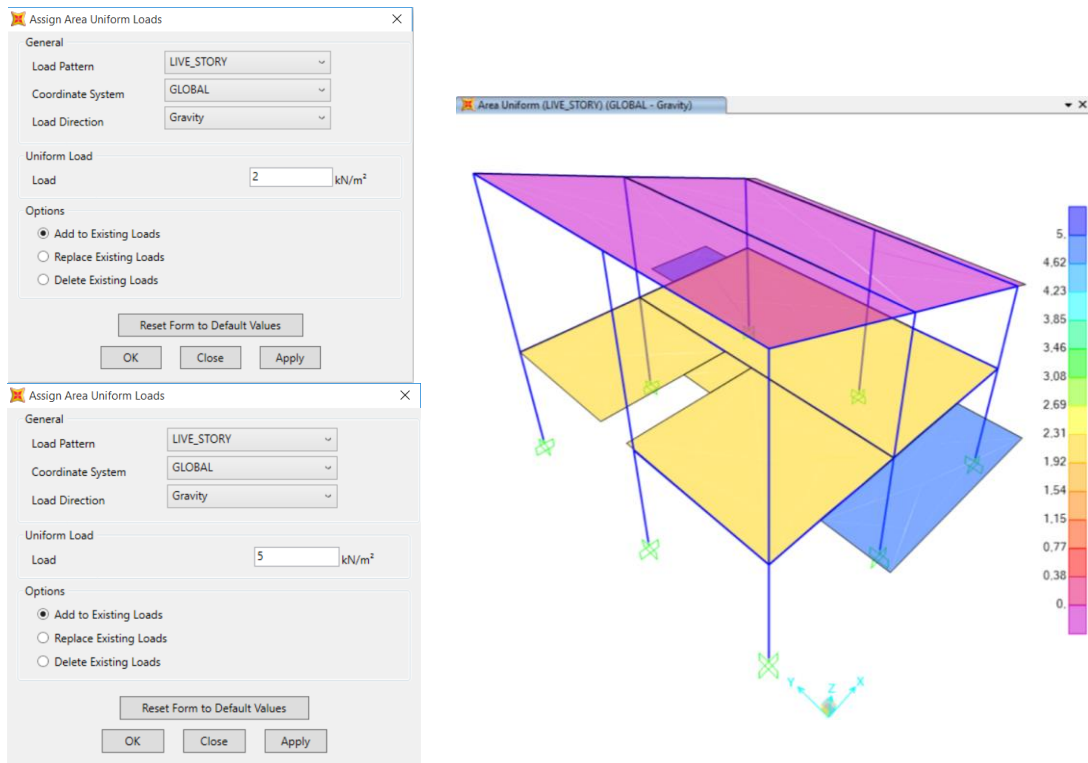 Assign Area Uniform Loads
General
Load Pattern LIVE_STORY
Coordinate System GLOBAL
Load Direction Gravity
Uniform Load
Load 2 kN/m²
Options
Add to Existing Loads
Replace Existing Loads
Delete Existing Loads
Reset Form to Default Values
OK Close Apply
Assign Area Uniform Loads
General
Load Pattern LIVE_STORY
Coordinate System GLOBAL
Load Direction Gravity
Uniform Load
Load 5 kN/m²
Options
Add to Existing Loads
Replace Existing Loads
Delete Existing Loads
Reset Form to Default Values
OK Close Apply
Area Uniform (LIVE_STORY) (GLOBAL - Gravity)
5,
4,62
4,23
3,85
3,46
3,08
2,69
2,31
1,92
1,54
1,15
0,77
0,38
0,
Y Z X